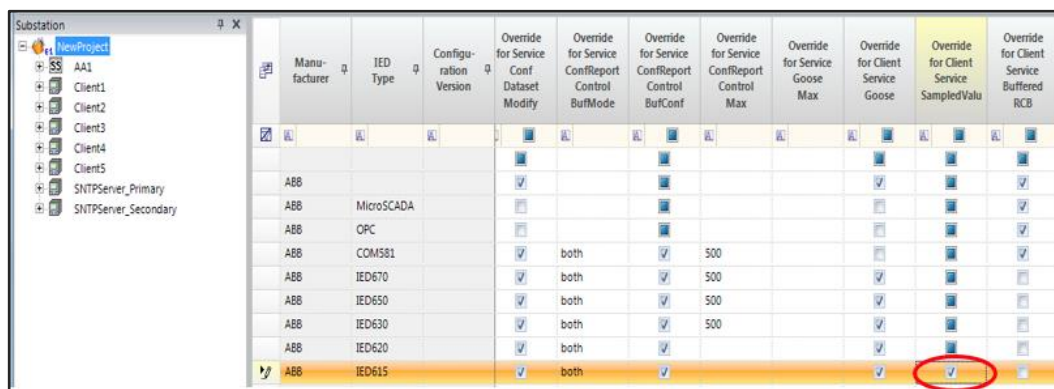 Substation
NewProject
AA1
Client1
Client2
Client3
Client4
Client5
SNTPServer_Primary
SNTPServer_Secondary
Manu-
facturer
IED
Type
Configu-
ration
Version
Override
for Service
Conf
Dataset
Modify
Override
for Service
ConfReport
Control
BufMode
Override
for Service
ConfReport
Control
BufConf
Override
for Service
ConfReport
Control
Max
Override
for Service
Goose
Max
Override
for Client
Service
Goose
Override
for Client
Service
SampledValu
Override
for Client
Service
Buffered
RCB
ABB
ABB MicroSCADA
ABB OPC
ABB COM581 both 500
ABB IED670 both 500
ABB IED650 both 500
ABB IED630 both 500
ABB IED620 both
ABB IED615 both